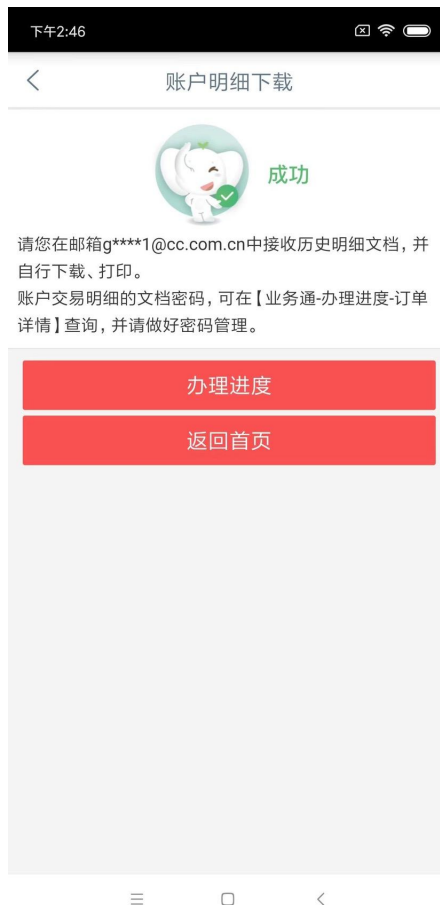 下午2:46
账户明细下载
成功
请您在邮箱g****1@cc.com.cn中接收历史明细文档，并
自行下载、打印。
账户交易明细的文档密码，可在【业务通-办理进度-订单
详情】查询，并请做好密码管理。
办理进度
返回首页